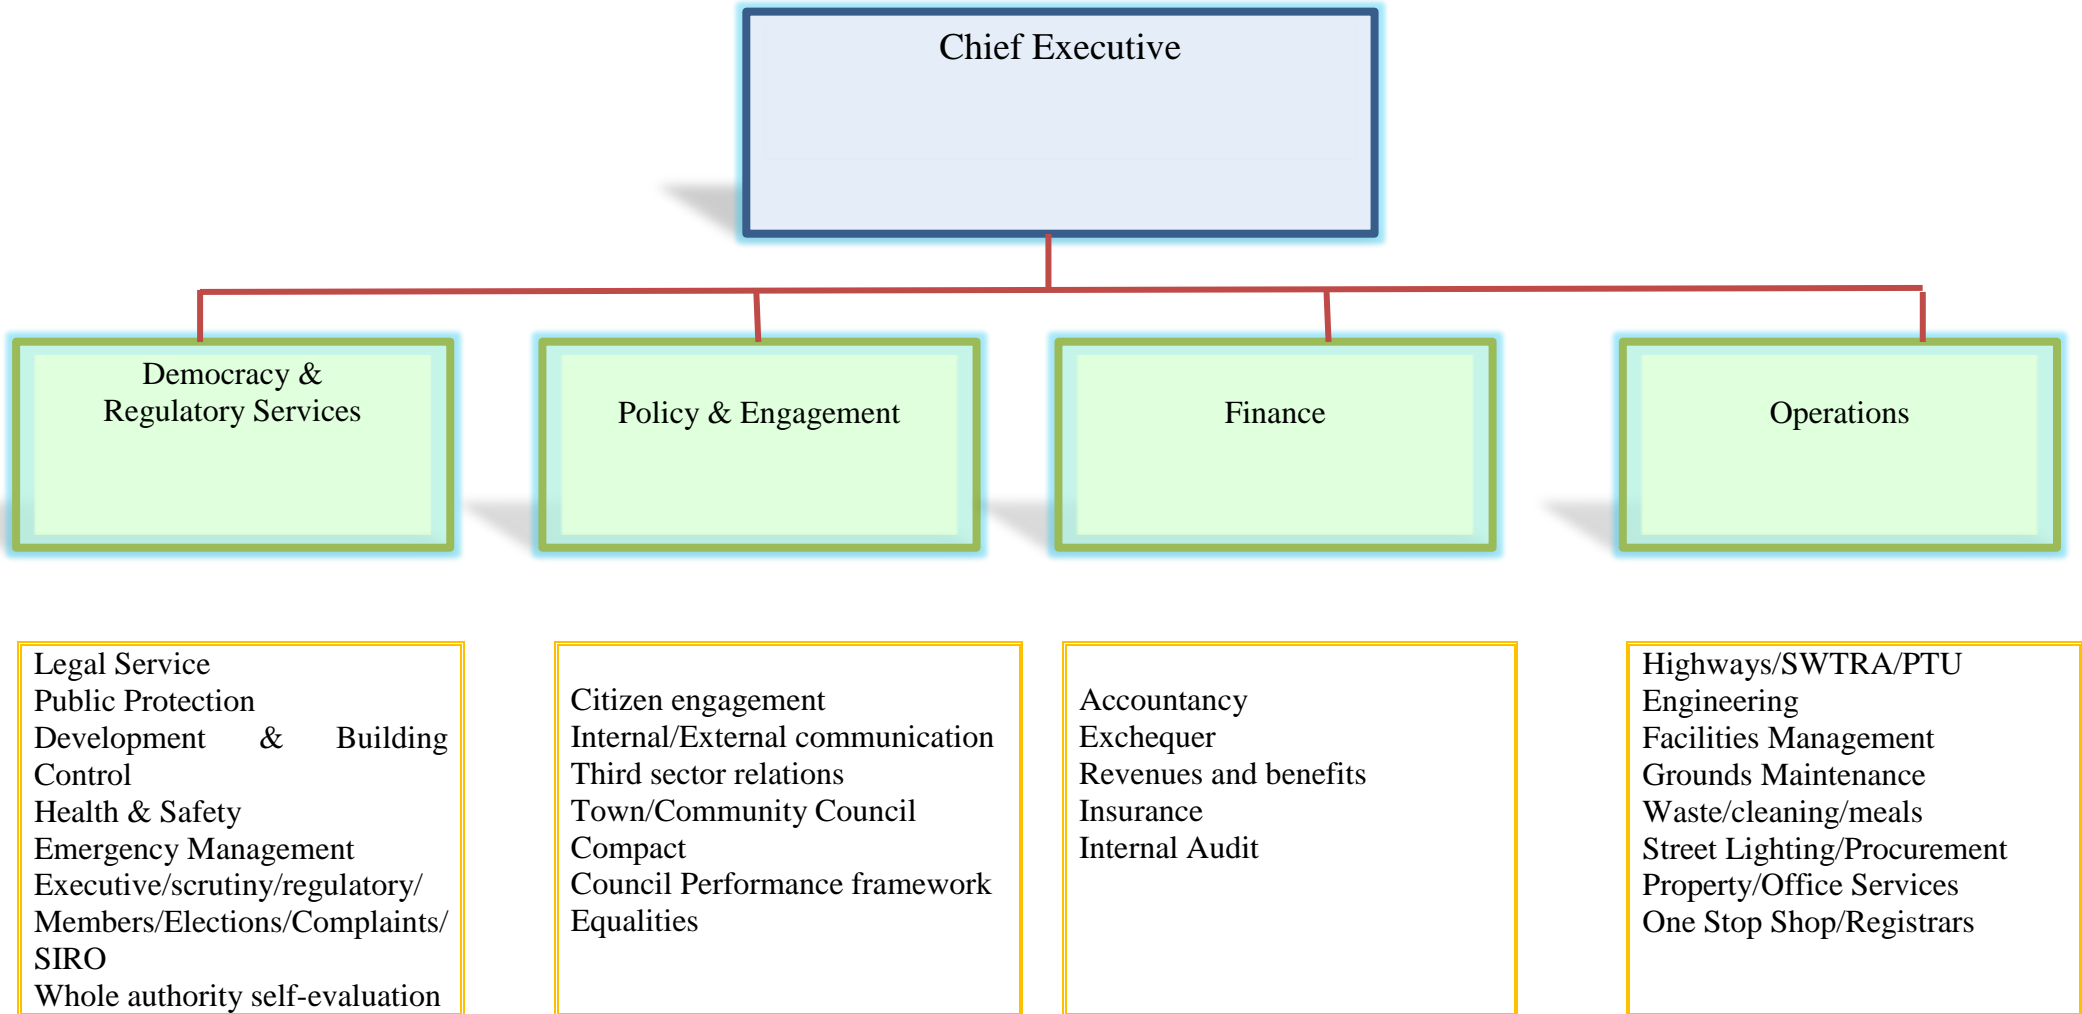 Chief Executive
Democracy &
Regulatory Services
Policy & Engagement
Finance
Operations
Legal Service
Public Protection
Development & Building
Control
Health & Safety
Emergency Management
Executive/scrutiny/regulatory/
Members/Elections/Complaints/
SIRO
Whole authority self-evaluation
Citizen engagement
Internal/External communication
Third sector relations
Town/Community Council
Compact
Council Performance framework
Equalities
Accountancy
Exchequer
Revenues and benefits
Insurance
Internal Audit
Highways/SWTRA/PTU
Engineering
Facilities Management
Grounds Maintenance
Waste/cleaning/meals
Street Lighting/Procurement
Property/Office Services
One Stop Shop/Registrars